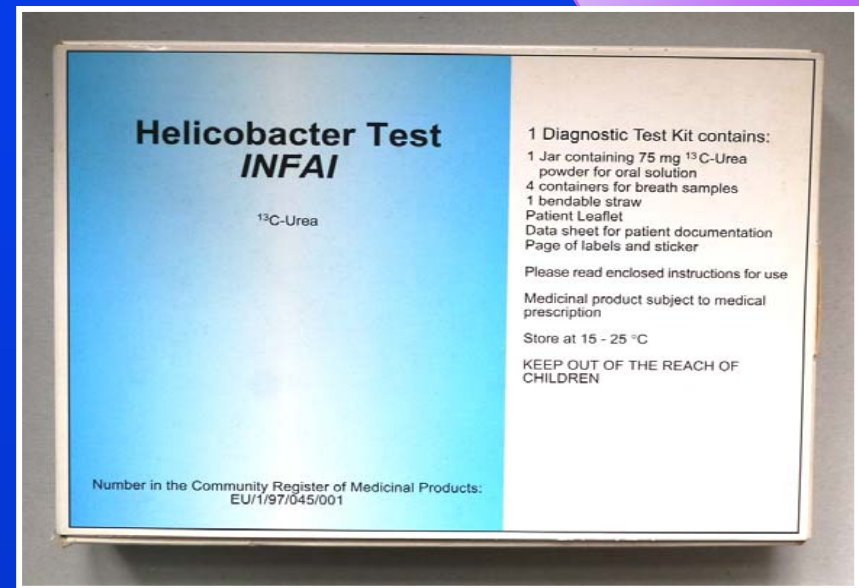 Helicobacter Test
INFAI
¹³C-Urea
Number in the Community Register of Medicinal Products:
EU/1/97/045/001
1 Diagnostic Test Kit contains:
1 Jar containing 75 mg ¹³C-Urea
powder for oral solution
4 containers for breath samples
1 bendable straw
Patient Leaflet
Data sheet for patient documentation
Page of labels and sticker
Please read enclosed instructions for use
Medicinal product subject to medical
prescription
Store at 15 - 25 °C
KEEP OUT OF THE REACH OF
CHILDREN